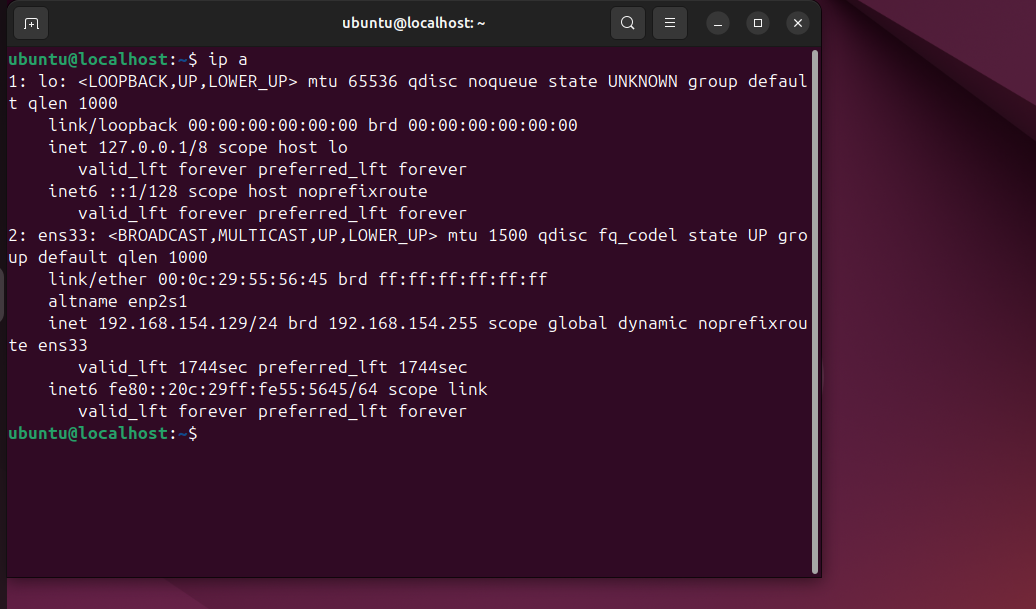 ubuntu@localhost: ~
ubuntu@localhost:~$ ip a
1: lo: <LOOPBACK,UP,LOWER_UP> mtu 65536 qdisc noqueue state UNKNOWN group defaul
t qlen 1000
    link/loopback 00:00:00:00:00:00 brd 00:00:00:00:00:00
    inet 127.0.0.1/8 scope host lo
       valid_lft forever preferred_lft forever
    inet6 ::1/128 scope host noprefixroute
       valid_lft forever preferred_lft forever
2: ens33: <BROADCAST,MULTICAST,UP,LOWER_UP> mtu 1500 qdisc fq_codel state UP gro
up default qlen 1000
    link/ether 00:0c:29:55:56:45 brd ff:ff:ff:ff:ff:ff
    altname enp2s1
    inet 192.168.154.129/24 brd 192.168.154.255 scope global dynamic noprefixrou
te ens33
       valid_lft 1744sec preferred_lft 1744sec
    inet6 fe80::20c:29ff:fe55:5645/64 scope link
       valid_lft forever preferred_lft forever
ubuntu@localhost:~$